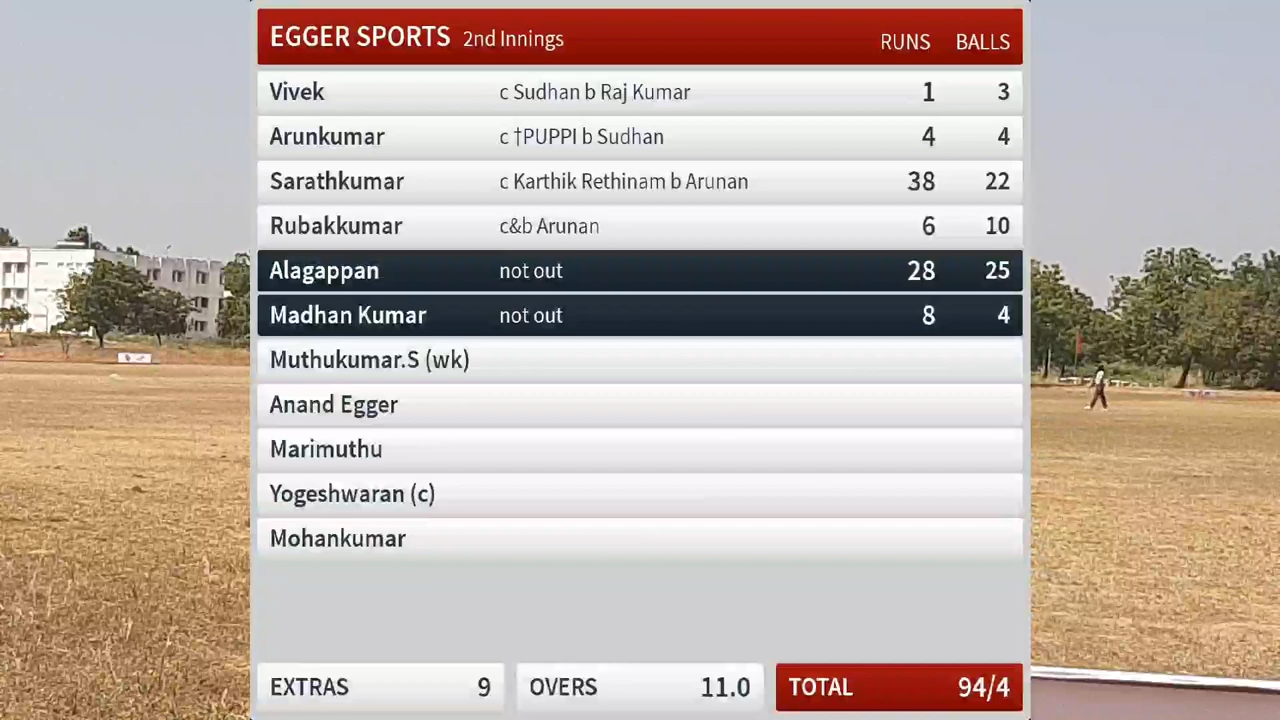 EGGER SPORTS 2nd Innings RUNS BALLS
Vivek c Sudhan b Raj Kumar 1 3
Arunkumar c †PUPPI b Sudhan 4 4
Sarathkumar c Karthik Rethinam b Arunan 38 22
Rubakkumar c&b Arunan 6 10
Alagappan not out 28 25
Madhan Kumar not out 8 4
Muthukumar.S (wk)
Anand Egger
Marimuthu
Yogeshwaran (c)
Mohankumar
EXTRAS 9 OVERS 11.0 TOTAL 94/4